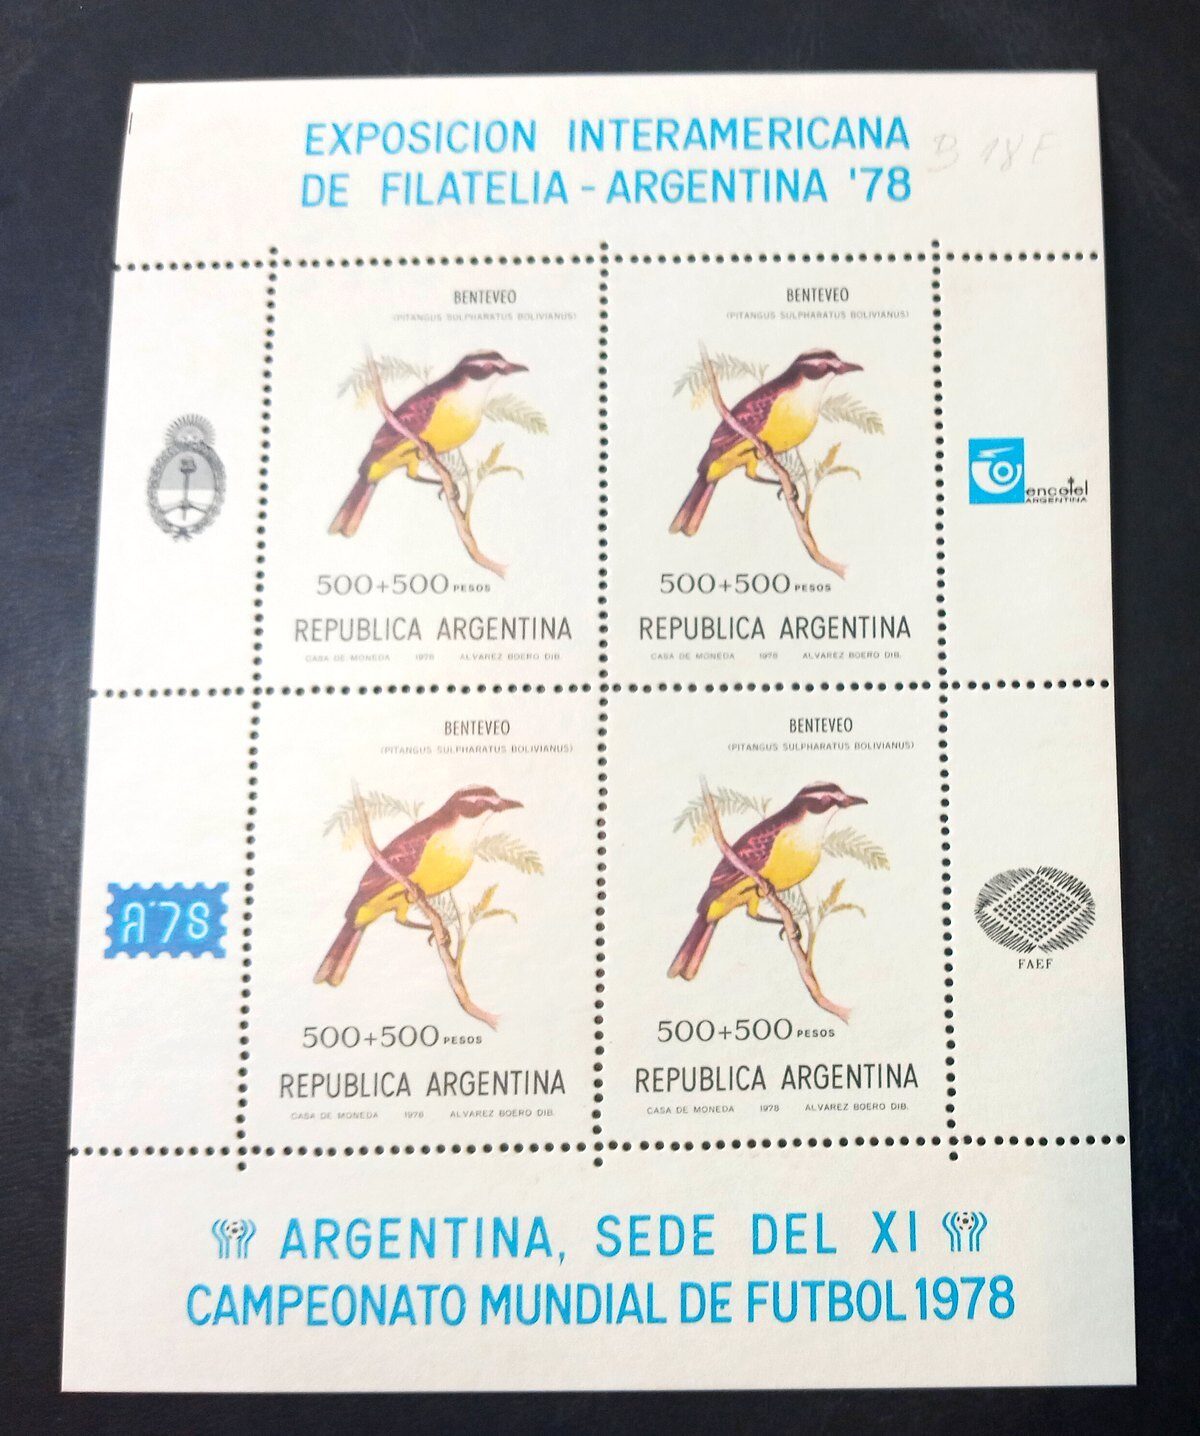 EXPOSICION INTERAMERICANA
DE FILATELIA - ARGENTINA '78
B 18 F
BENTEVEO
(PITANGUS SULPHARATUS BOLIVIANUS)
500+500 PESOS
REPUBLICA ARGENTINA
CASA DE MONEDA 1978 ALVAREZ BOERO DIB.
BENTEVEO
(PITANGUS SULPHARATUS BOLIVIANUS)
500+500 PESOS
REPUBLICA ARGENTINA
CASA DE MONEDA 1978 ALVAREZ BOERO DIB.
encotel
ARGENTINA
A'78
BENTEVEO
(PITANGUS SULPHARATUS BOLIVIANUS)
500+500 PESOS
REPUBLICA ARGENTINA
CASA DE MONEDA 1978 ALVAREZ BOERO DIB.
BENTEVEO
(PITANGUS SULPHARATUS BOLIVIANUS)
500+500 PESOS
REPUBLICA ARGENTINA
CASA DE MONEDA 1978 ALVAREZ BOERO DIB.
FAEF
ARGENTINA, SEDE DEL XI
CAMPEONATO MUNDIAL DE FUTBOL 1978